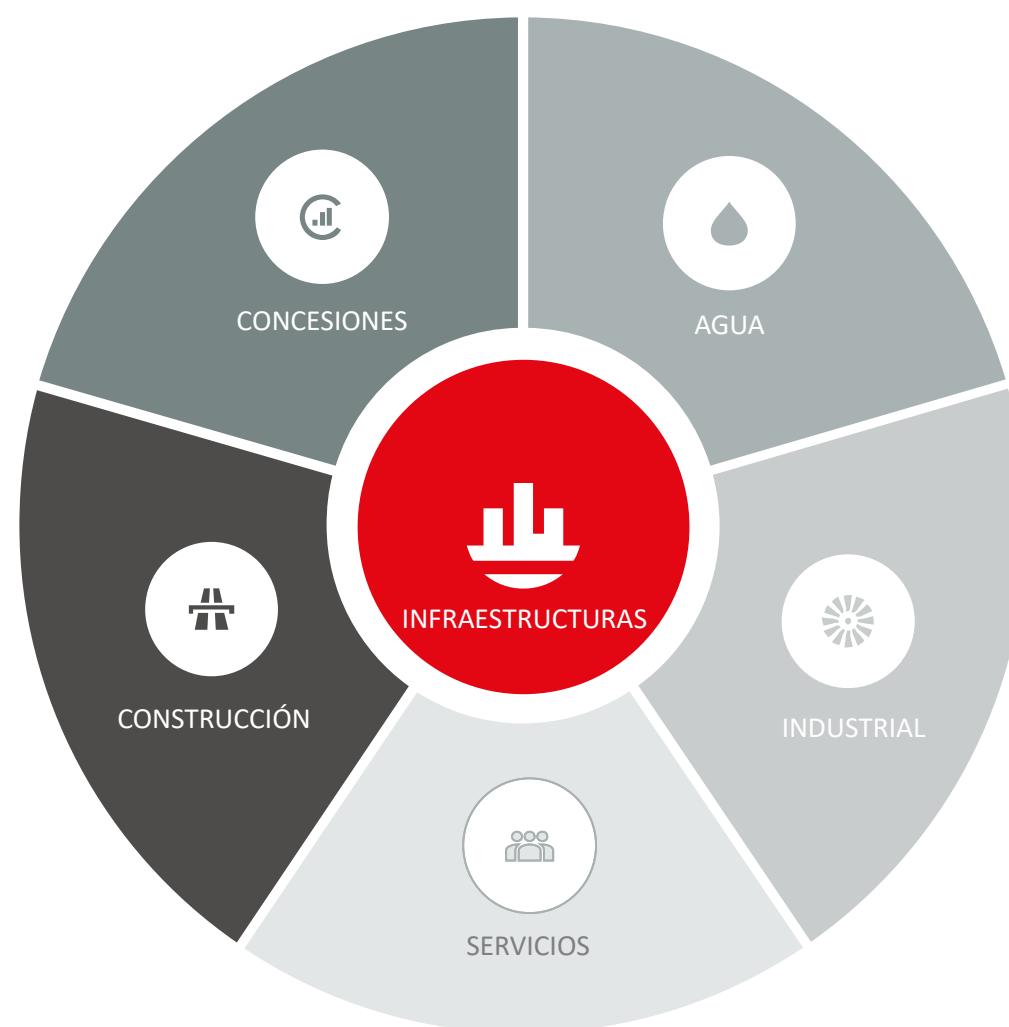 CONCESIONES
AGUA
INFRAESTRUCTURAS
CONSTRUCCIÓN
INDUSTRIAL
SERVICIOS